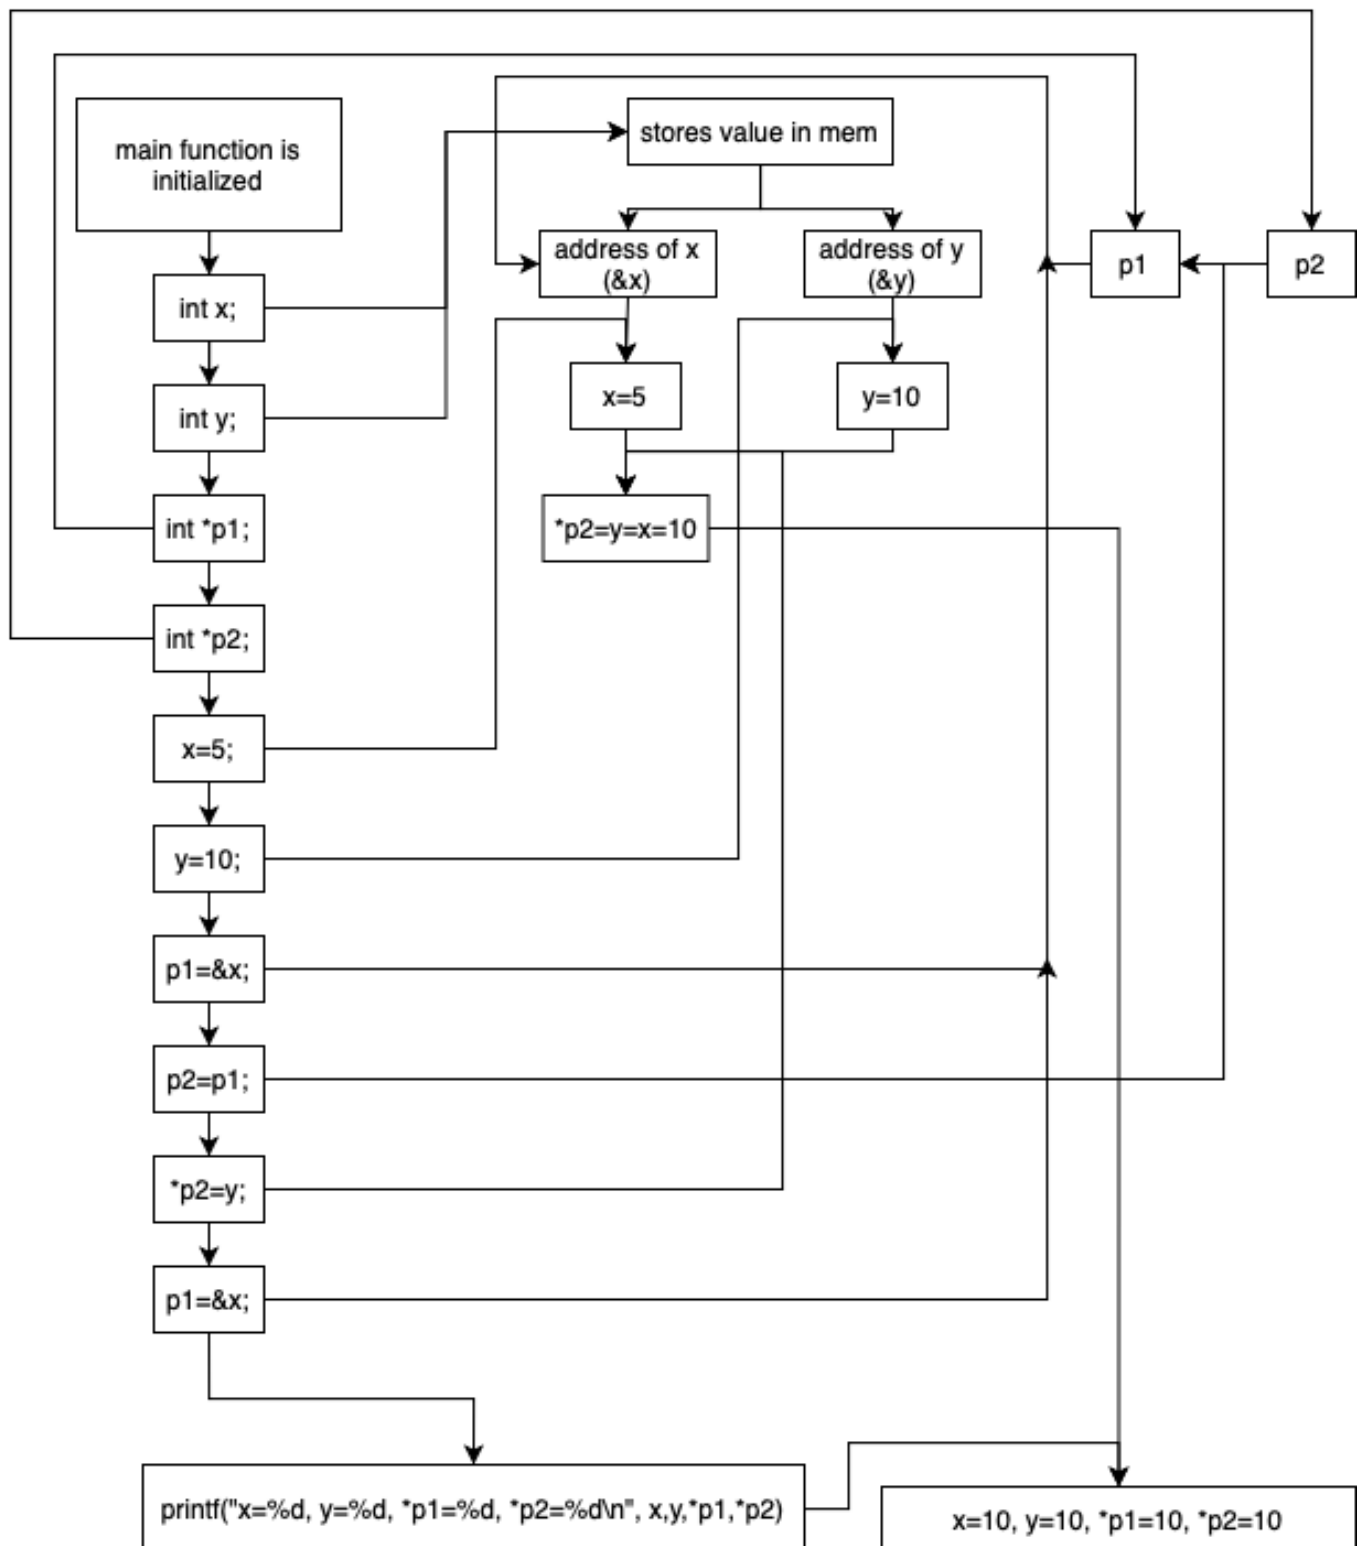 main function is
initialized
stores value in mem
address of x
(&x)
address of y
(&y)
p1
p2
int x;
x=5
y=10
int y;
int *p1;
*p2=y=x=10
int *p2;
x=5;
y=10;
p1=&x;
p2=p1;
*p2=y;
p1=&x;
printf("x=%d, y=%d, *p1=%d, *p2=%d\n", x,y,*p1,*p2)
x=10, y=10, *p1=10, *p2=10